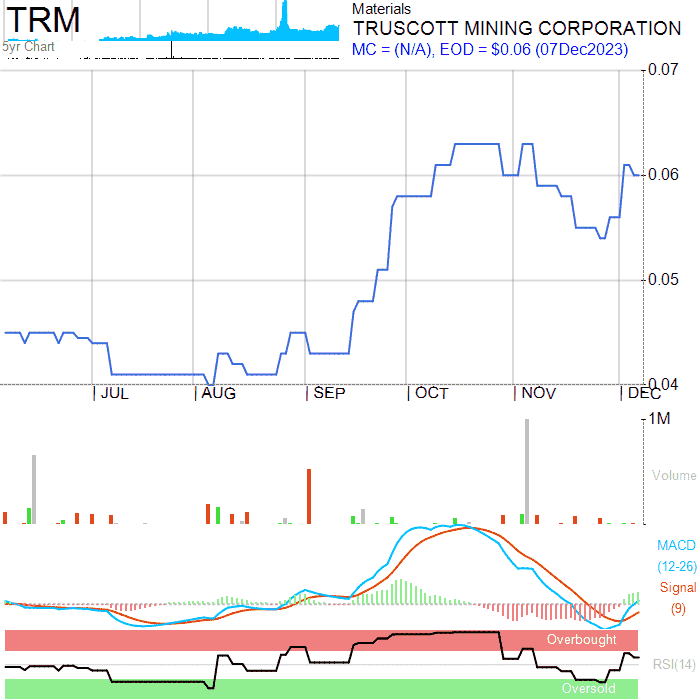 TRM
5yr Chart
Materials
TRUSCOTT MINING CORPORATION
MC = (N/A), EOD = $0.06 (07Dec2023)
0.07
0.06
0.05
0.04
JUL AUG SEP OCT NOV DEC
1M
Volume
MACD
(12-26)
Signal
(9)
Overbought
RSI(14)
Oversold